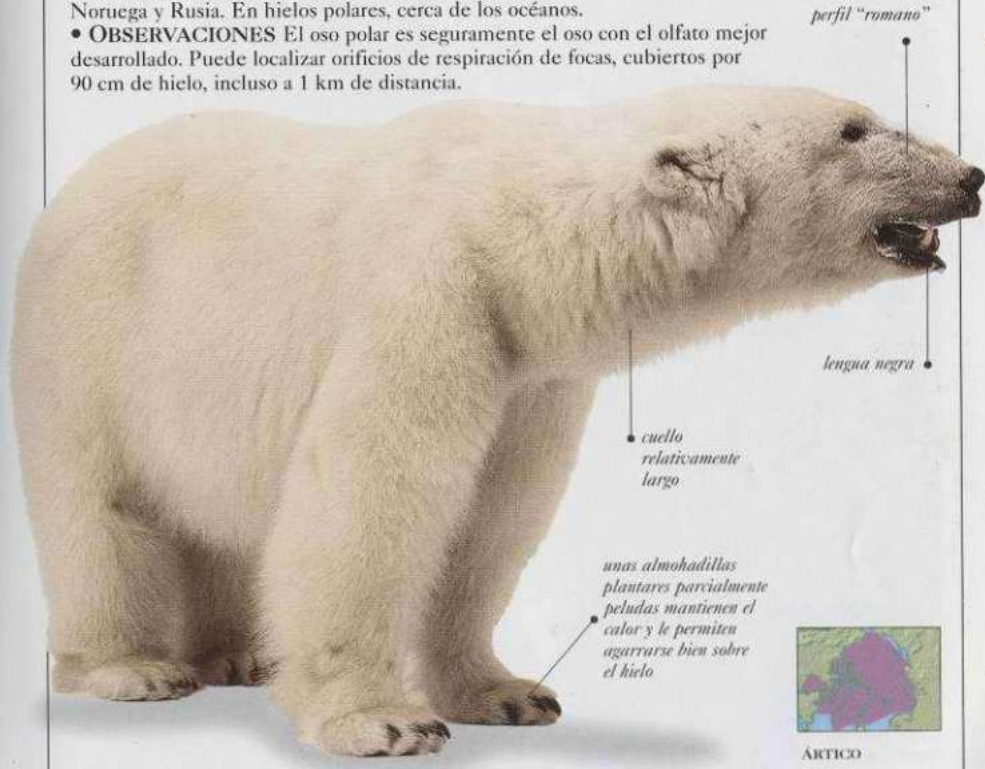 Noruega y Rusia. En hielos polares, cerca de los océanos.
• OBSERVACIONES El oso polar es seguramente el oso con el olfato mejor
desarrollado. Puede localizar orificios de respiración de focas, cubiertos por
90 cm de hielo, incluso a 1 km de distancia.
perfil “romano”
lengua negra
cuello
relativamente
largo
unas almohadillas
plantares parcialmente
peludas mantienen el
calor y le permiten
agarrarse bien sobre
el hielo
ÁRTICO